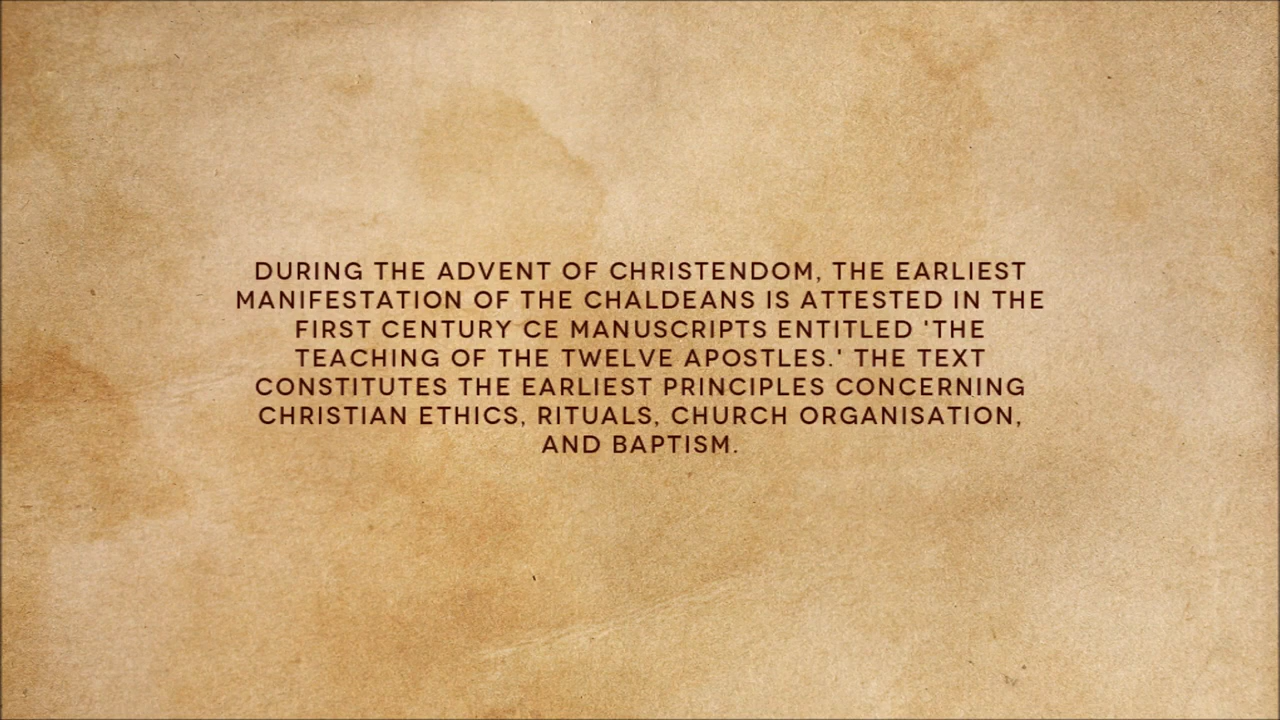 DURING THE ADVENT OF CHRISTENDOM, THE EARLIEST
MANIFESTATION OF THE CHALDEANS IS ATTESTED IN THE
FIRST CENTURY CE MANUSCRIPTS ENTITLED 'THE
TEACHING OF THE TWELVE APOSTLES.' THE TEXT
CONSTITUTES THE EARLIEST PRINCIPLES CONCERNING
CHRISTIAN ETHICS, RITUALS, CHURCH ORGANISATION,
AND BAPTISM.